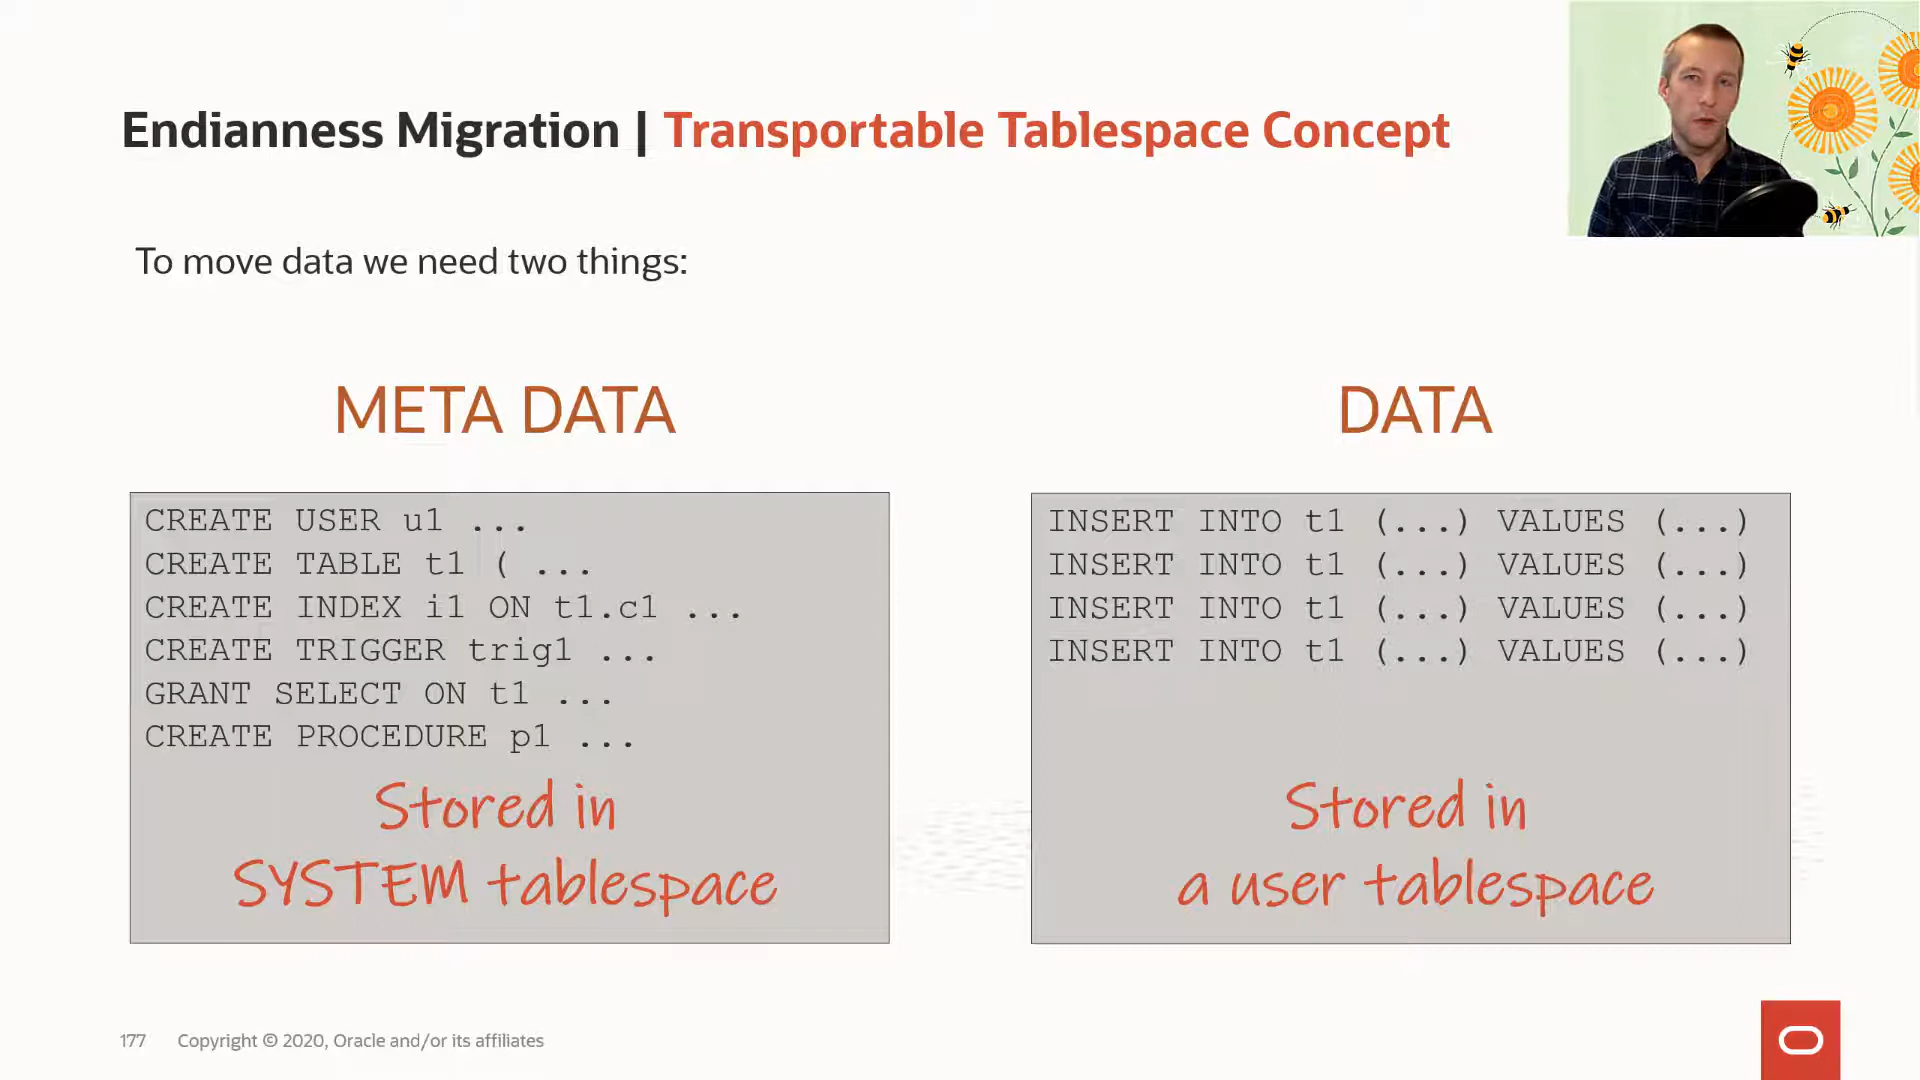 Endianness Migration | Transportable Tablespace Concept
To move data we need two things:
META DATA
CREATE USER u1 ...
CREATE TABLE t1 ( ...
CREATE INDEX i1 ON t1.c1 ...
CREATE TRIGGER trig1 ...
GRANT SELECT ON t1 ...
CREATE PROCEDURE p1 ...
Stored in
SYSTEM tablespace
DATA
INSERT INTO t1 (...) VALUES (...)
INSERT INTO t1 (...) VALUES (...)
INSERT INTO t1 (...) VALUES (...)
INSERT INTO t1 (...) VALUES (...)
Stored in
a user tablespace
177 Copyright © 2020, Oracle and/or its affiliates